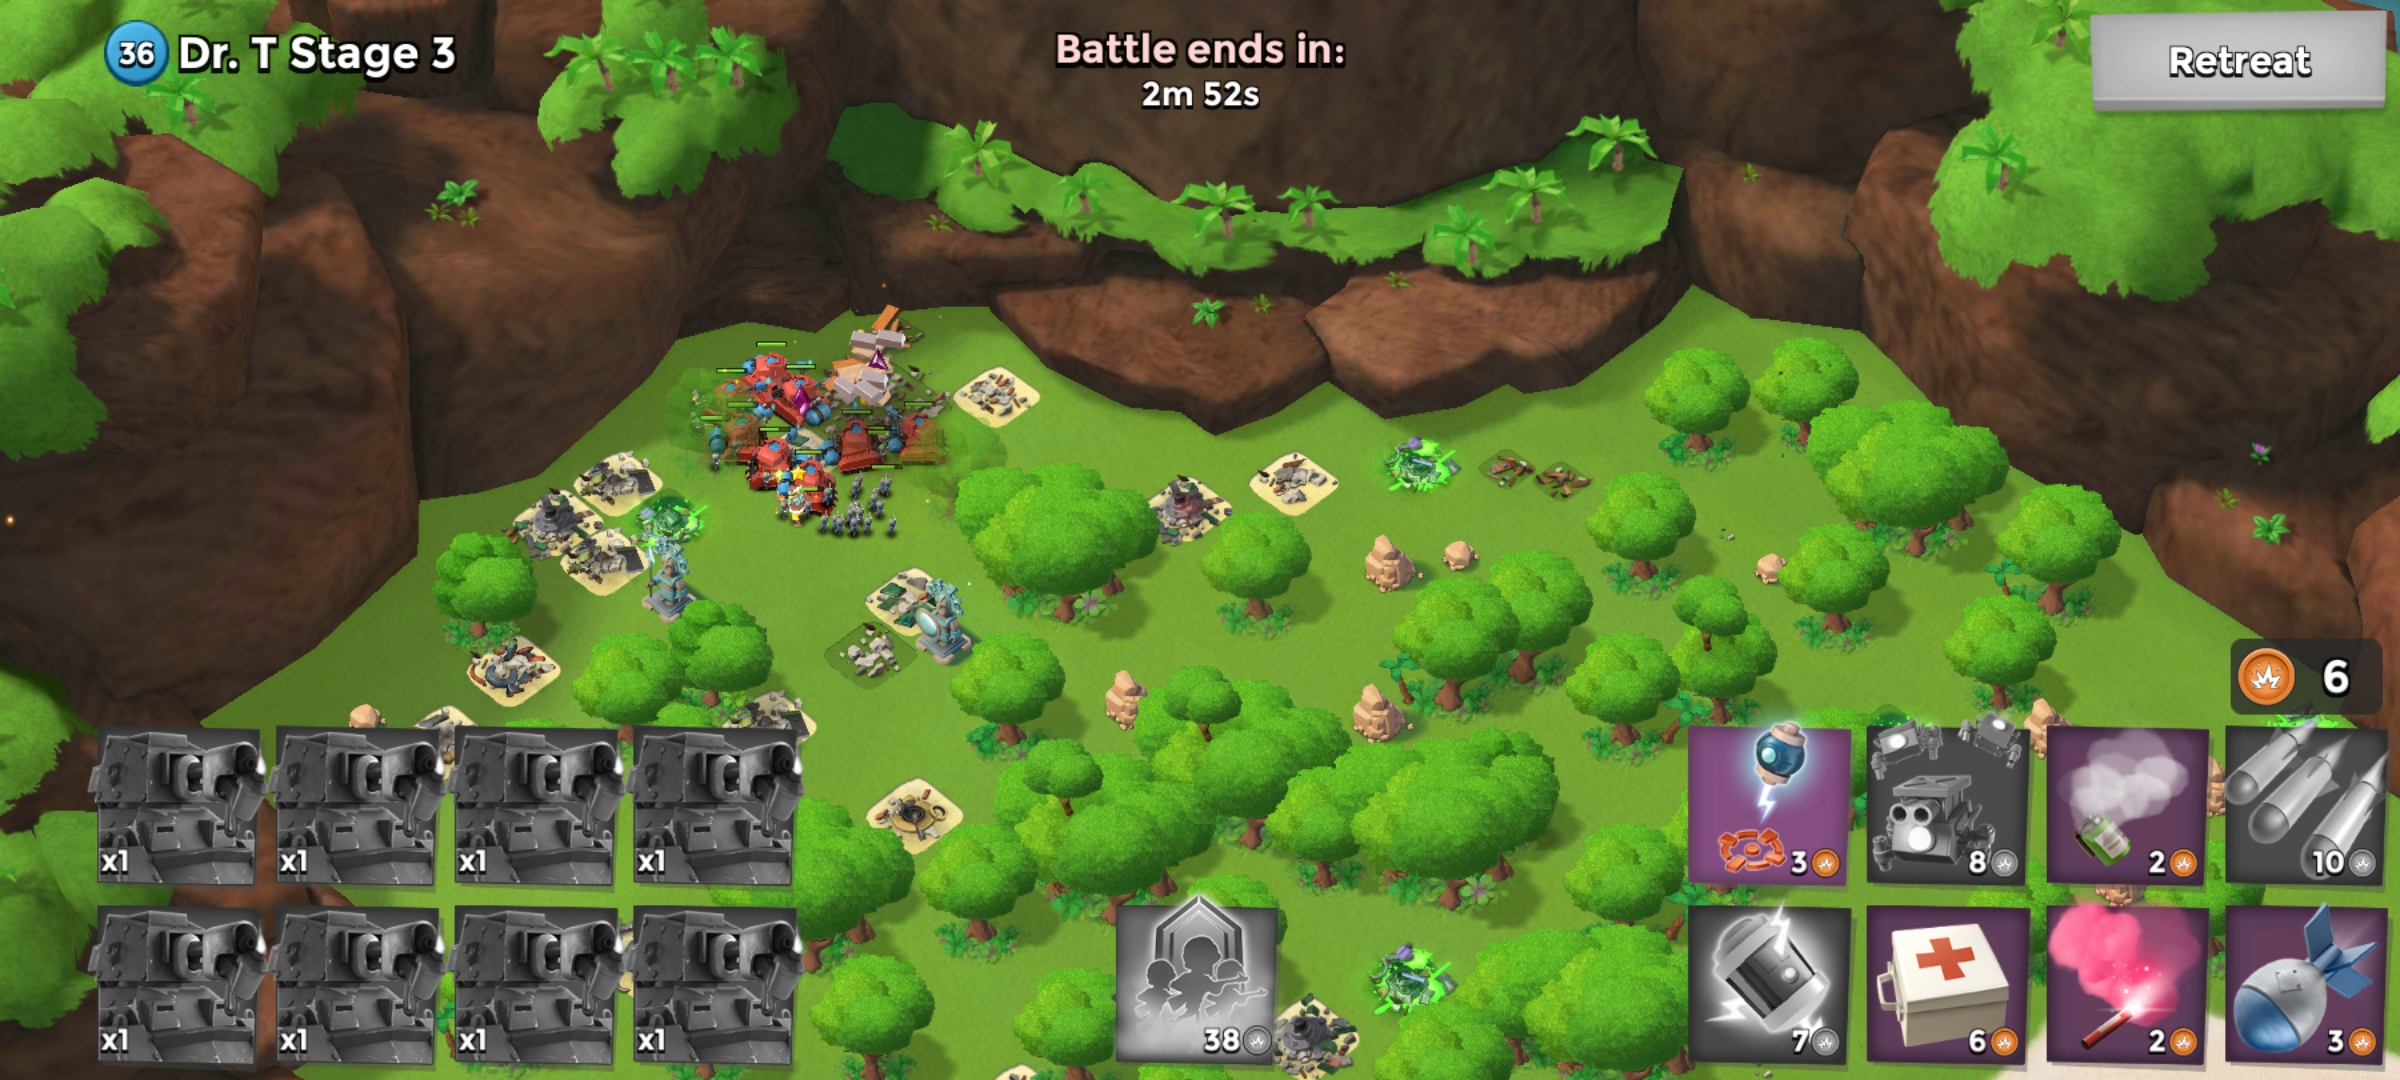 36 Dr. T Stage 3
Battle ends in:
2m 52s
Retreat
6
x1 x1 x1 x1
3 8 2 10
x1 x1 x1 x1
38
7 6 2 3